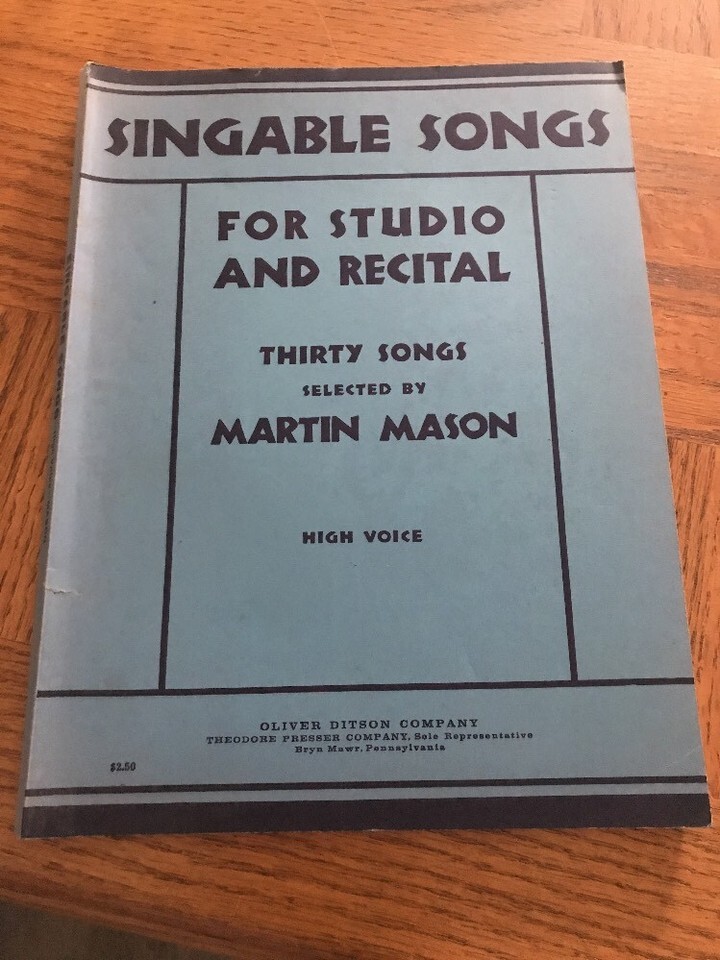 SINGABLE SONGS
FOR STUDIO
AND RECITAL
THIRTY SONGS
SELECTED BY
MARTIN MASON
HIGH VOICE
OLIVER DITSON COMPANY
THEODORE PRESSER COMPANY, Sole Representative
Bryn Mawr, Pennsylvania
$2.50